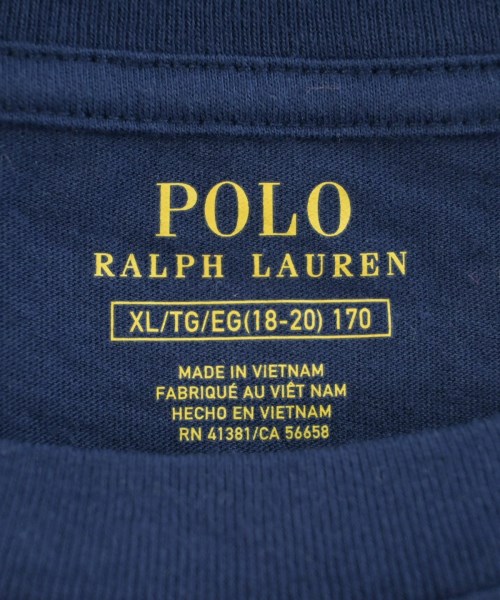 POLO
RALPH LAUREN
XL/TG/EG(18-20) 170
MADE IN VIETNAM
FABRIQUÉ AU VIÊT NAM
HECHO EN VIETNAM
RN 41381/CA 56658